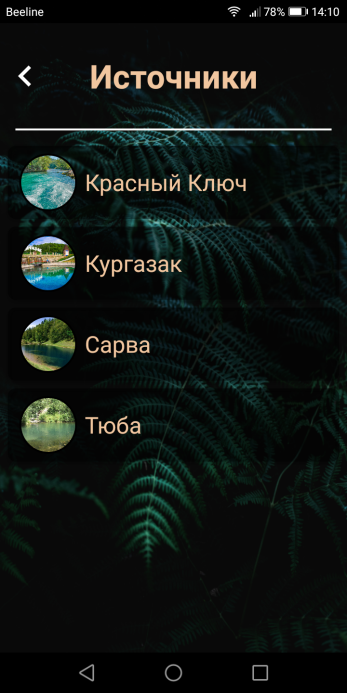 Beeline 78% 14:10
Источники
Красный Ключ
Кургазак
Сарва
Тюба